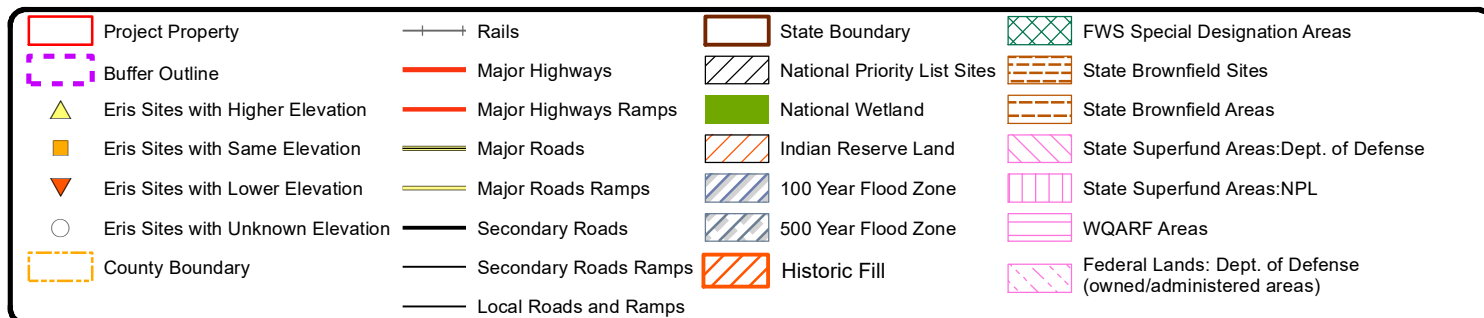 Project Property
Buffer Outline
Eris Sites with Higher Elevation
Eris Sites with Same Elevation
Eris Sites with Lower Elevation
Eris Sites with Unknown Elevation
County Boundary
Rails
Major Highways
Major Highways Ramps
Major Roads
Major Roads Ramps
Secondary Roads
Secondary Roads Ramps
Local Roads and Ramps
State Boundary
National Priority List Sites
National Wetland
Indian Reserve Land
100 Year Flood Zone
500 Year Flood Zone
Historic Fill
FWS Special Designation Areas
State Brownfield Sites
State Brownfield Areas
State Superfund Areas:Dept. of Defense
State Superfund Areas:NPL
WQARF Areas
Federal Lands: Dept. of Defense
(owned/administered areas)